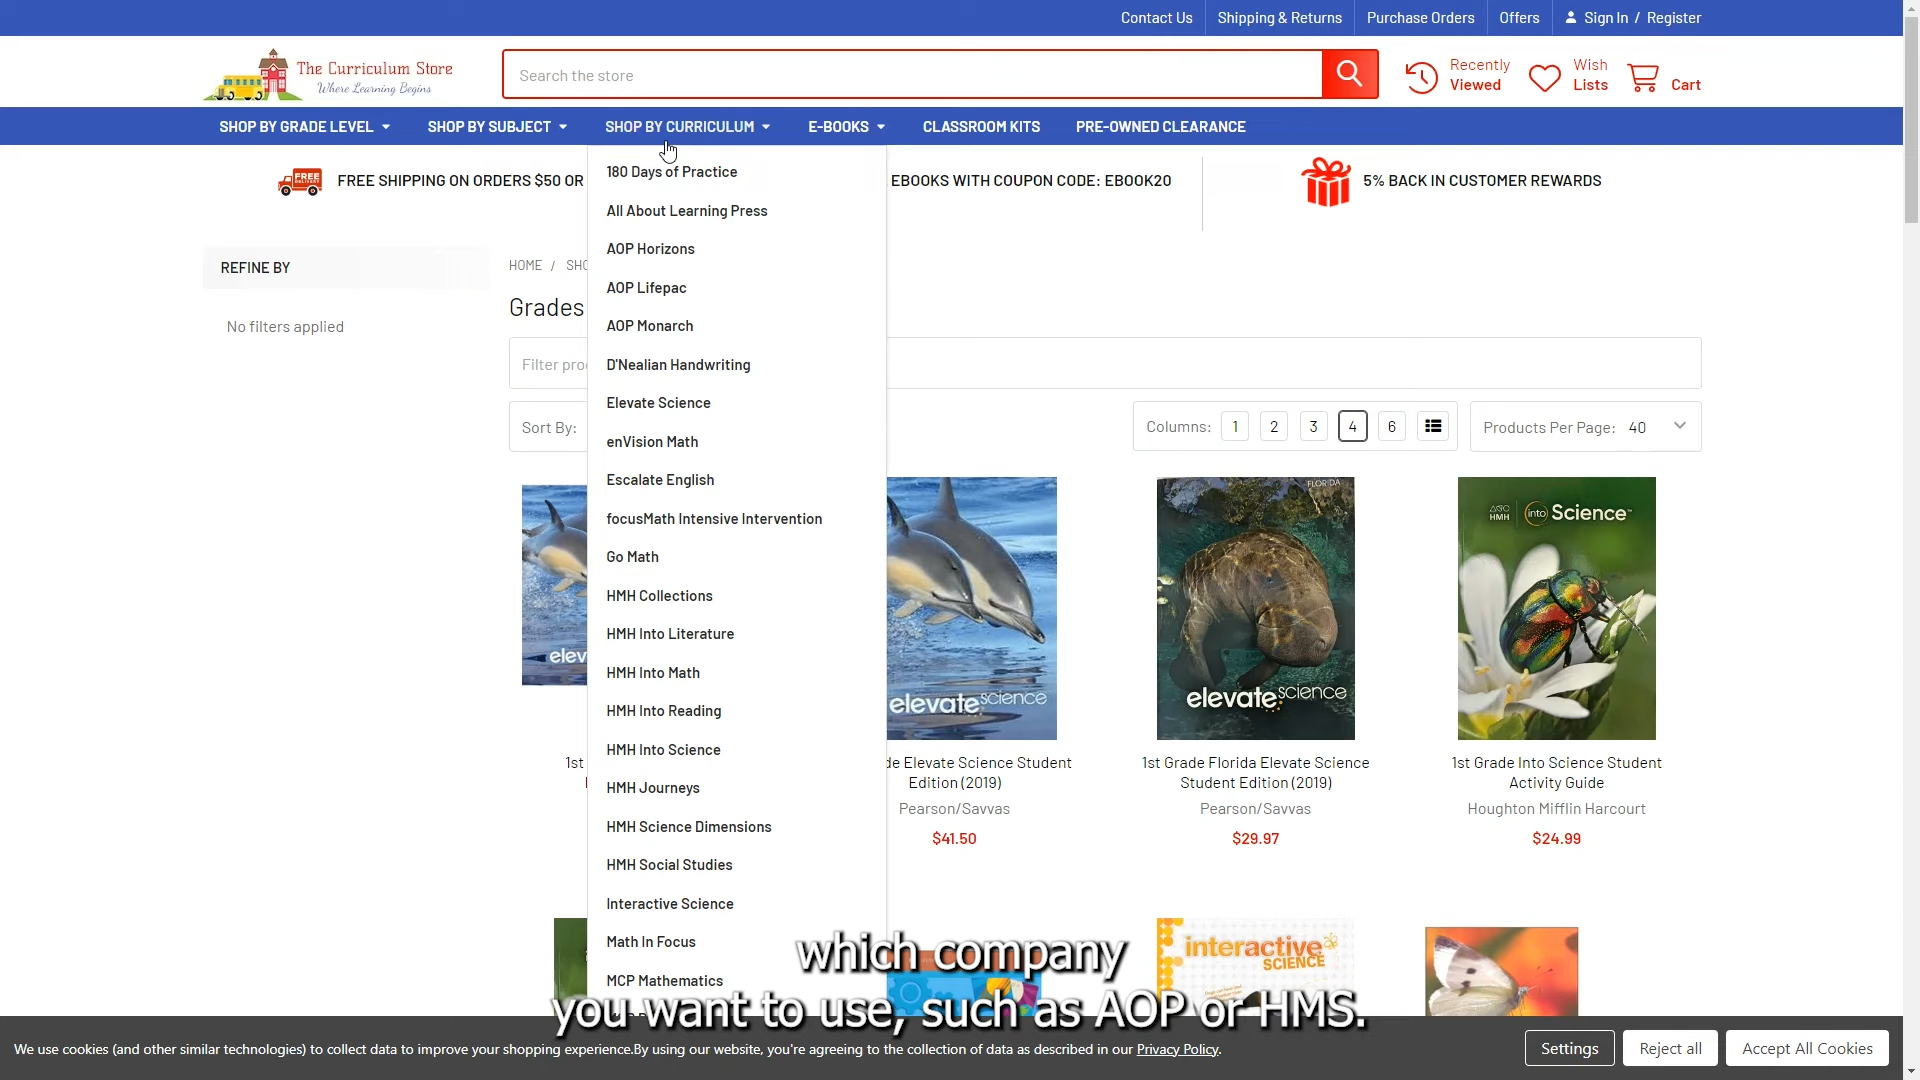 Contact Us
Shipping & Returns
Purchase Orders
Offers
Sign In / Register
The Curriculum Store
Where Learning Begins
Search the store
Recently
Viewed
Wish
Lists
Cart
SHOP BY GRADE LEVEL
SHOP BY SUBJECT
SHOP BY CURRICULUM
E-BOOKS
CLASSROOM KITS
PRE-OWNED CLEARANCE
FREE DELIVERY
FREE SHIPPING ON ORDERS $50 OR
EBOOKS WITH COUPON CODE: EBOOK20
5% BACK IN CUSTOMER REWARDS
180 Days of Practice
All About Learning Press
AOP Horizons
AOP Lifepac
AOP Monarch
D'Nealian Handwriting
Elevate Science
enVision Math
Escalate English
focusMath Intensive Intervention
Go Math
HMH Collections
HMH Into Literature
HMH Into Math
HMH Into Reading
HMH Into Science
HMH Journeys
HMH Science Dimensions
HMH Social Studies
Interactive Science
Math In Focus
MCP Mathematics
REFINE BY
No filters applied
HOME / SHO
Grades
Filter pro
Sort By:
Columns: 1 2 3 4 6
Products Per Page: 40
elev
elevate science
FLORIDA
elevate science
HMH into Science
1st
de Elevate Science Student
Edition (2019)
Pearson/Savvas
$41.50
1st Grade Florida Elevate Science
Student Edition (2019)
Pearson/Savvas
$29.97
1st Grade Into Science Student
Activity Guide
Houghton Mifflin Harcourt
$24.99
interactive
SCIENCE
which company
you want to use, such as AOP or HMS.
We use cookies (and other similar technologies) to collect data to improve your shopping experience.By using our website, you're agreeing to the collection of data as described in our Privacy Policy.
Settings
Reject all
Accept All Cookies